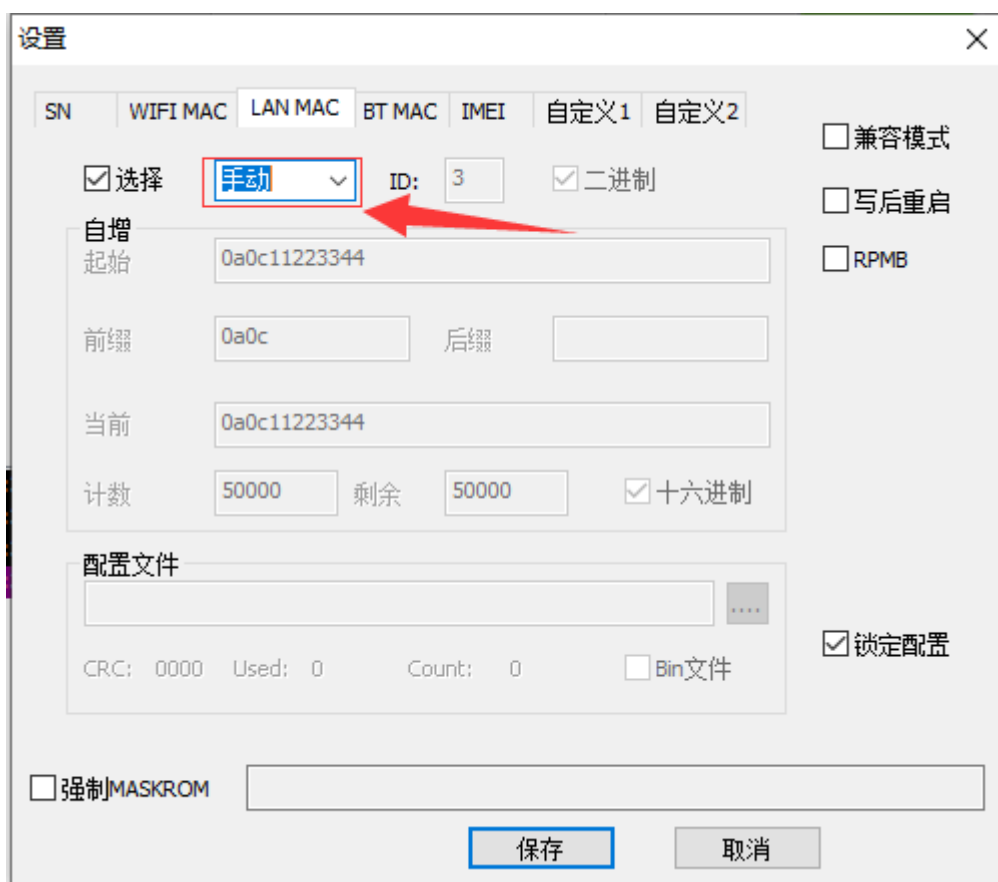 设置
SN WIFI MAC LAN MAC BT MAC IMEI 自定义1 自定义2
兼容模式
选择 手动 ID: 3 二进制
写后重启
自增
起始 0a0c11223344
RPMB
前缀 0a0c 后缀
当前 0a0c11223344
计数 50000 剩余 50000 十六进制
配置文件
....
锁定配置
CRC: 0000 Used: 0 Count: 0 Bin文件
强制MASKROM
保存 取消